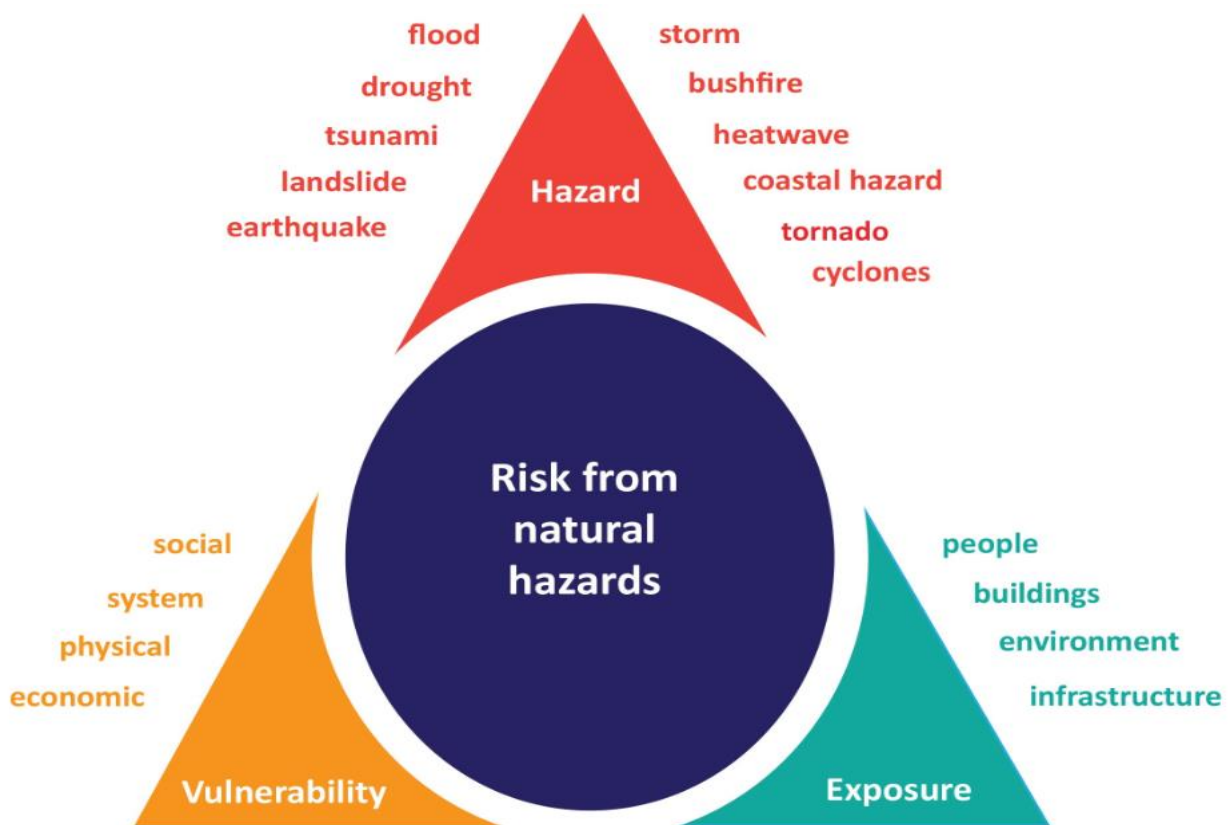 flood
drought
tsunami
landslide
earthquake
storm
bushfire
heatwave
coastal hazard
tornado
cyclones
Hazard
Risk from
natural
hazards
social
system
physical
economic
Vulnerability
people
buildings
environment
infrastructure
Exposure